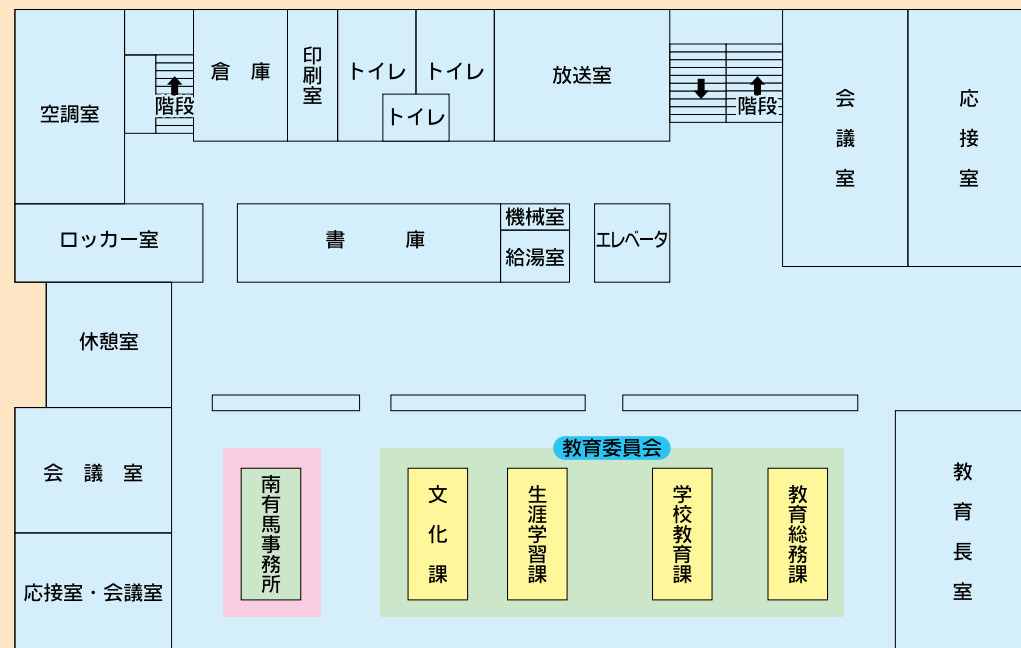 空調室
階段
倉 庫
印刷室
トイレ
トイレ
トイレ
放送室
階段
会議室
応接室
ロッカー室
書 庫
機械室
給湯室
エレベータ
休憩室
会 議 室
応接室・会議室
教育委員会
南有馬事務所
文化課
生涯学習課
学校教育課
教育総務課
教育長室